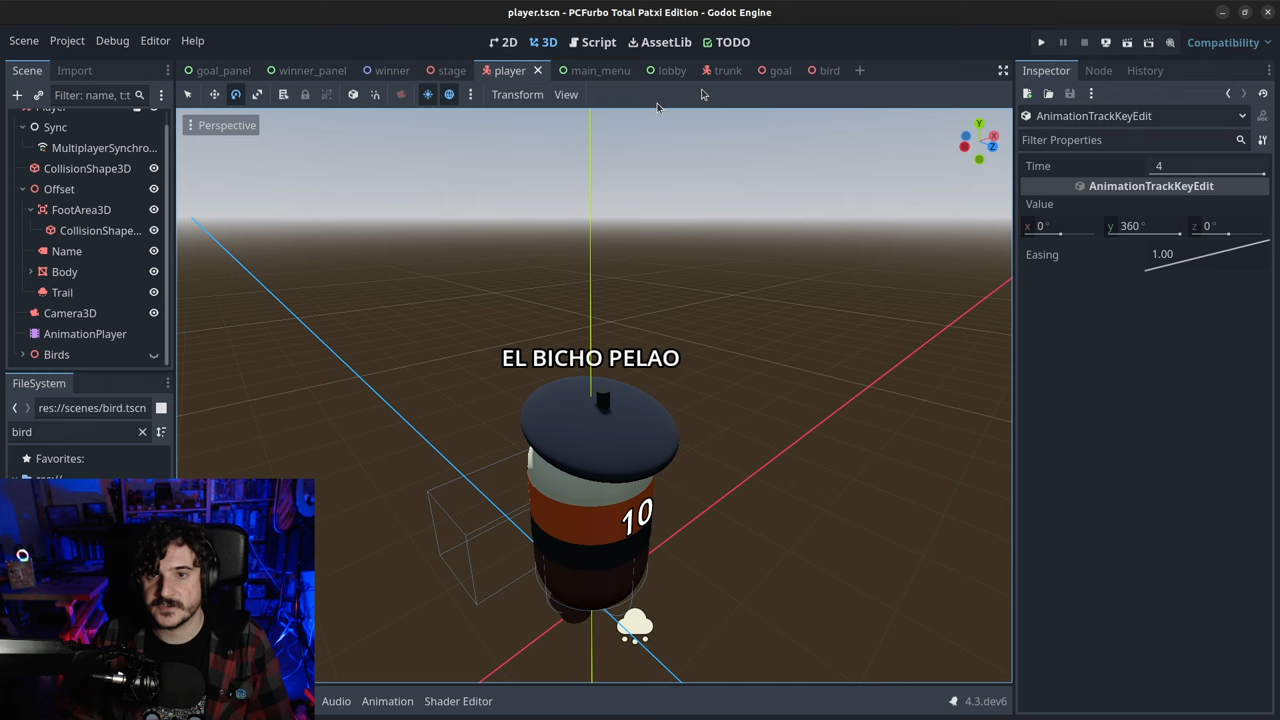 player.tscn - PCFurbo Total Patxi Edition - Godot Engine
Scene Project Debug Editor Help
2D 3D Script AssetLib TODO
Compatibility
Scene Import
goal_panel winner_panel winner stage player main_menu lobby trunk goal bird
Inspector Node History
Filter: name, t:t
Transform View
Player
Sync
MultiplayerSynchro...
CollisionShape3D
Offset
FootArea3D
CollisionShape...
Name
Body
Trail
Camera3D
AnimationPlayer
Birds
Perspective
Y
X
Z
EL BICHO PELAO
10
AnimationTrackKeyEdit
Filter Properties
Time 4
AnimationTrackKeyEdit
Value
x 0° y 360° z 0°
Easing 1.00
FileSystem
res://scenes/bird.tscn
bird
Favorites:
Audio Animation Shader Editor
4.3.dev6